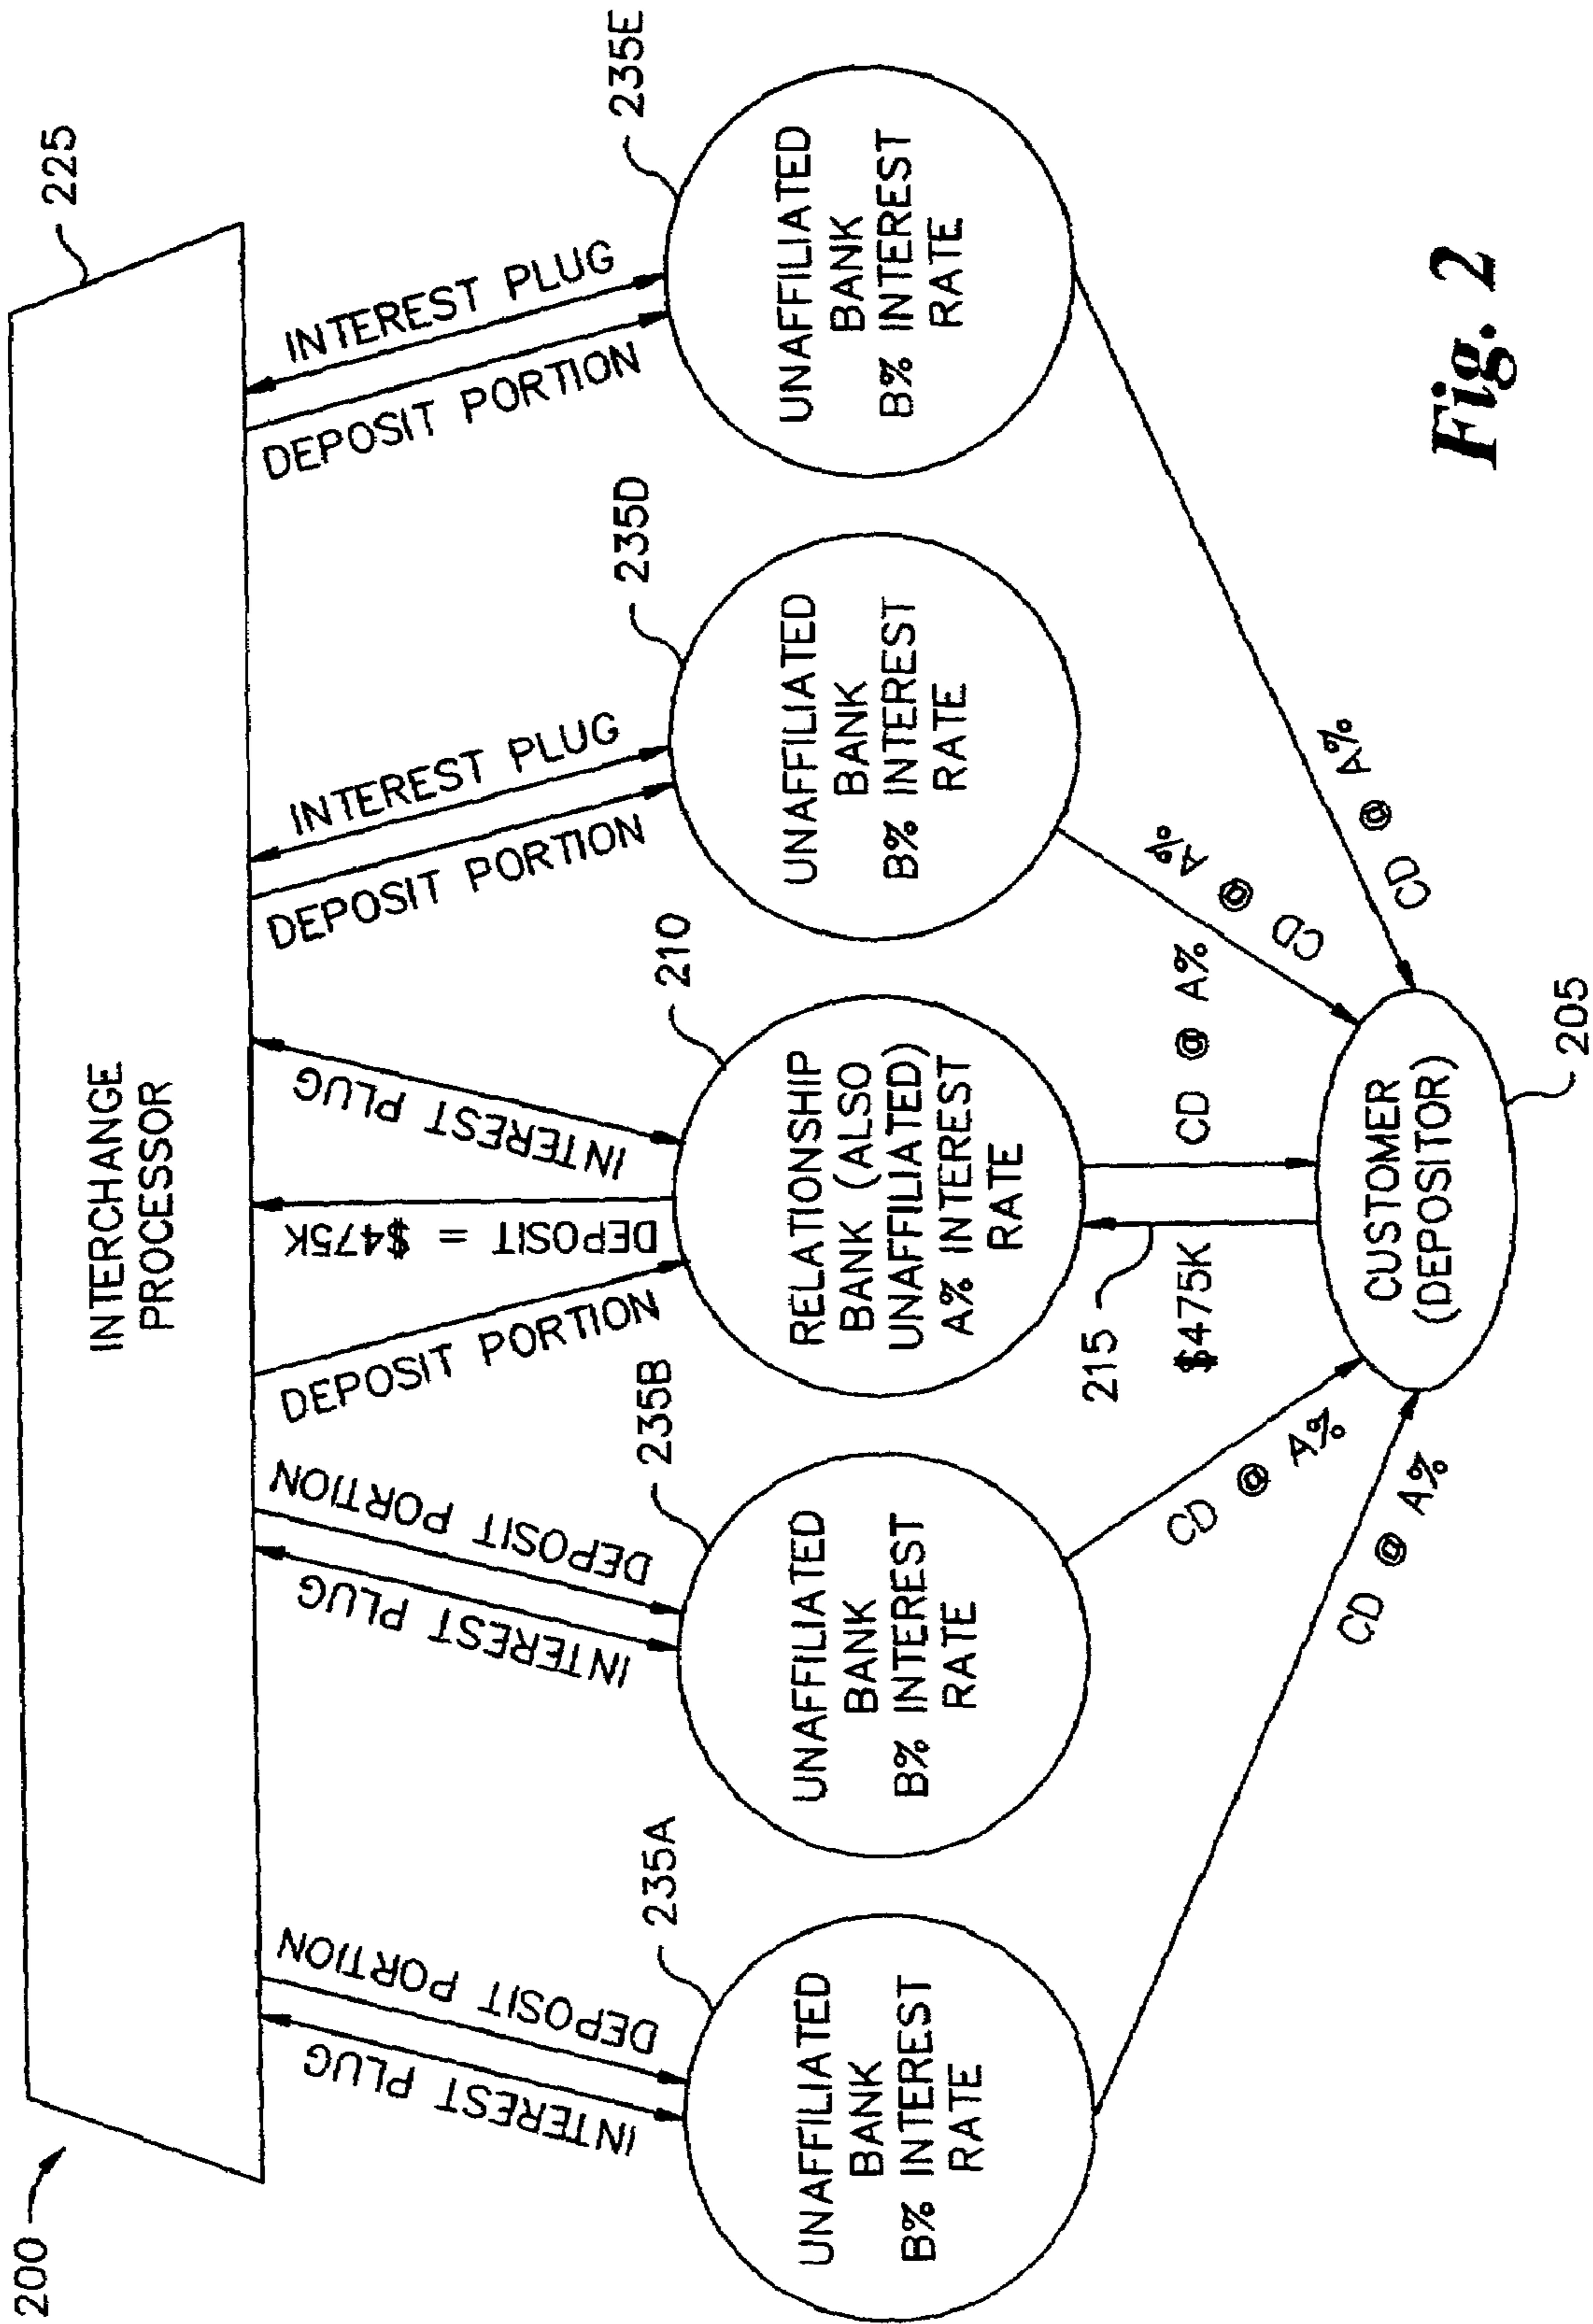 200
225
INTERCHANGE
PROCESSOR
INTEREST PLUG
DEPOSIT PORTION
INTEREST PLUG
DEPOSIT PORTION
DEPOSIT PORTION
DEPOSIT = $475K
INTEREST PLUG
DEPOSIT PORTION
INTEREST PLUG
DEPOSIT PORTION
INTEREST PLUG
235A
235B
210
235D
235E
UNAFFILIATED
BANK
B% INTEREST
RATE
UNAFFILIATED
BANK
B% INTEREST
RATE
RELATIONSHIP
BANK (ALSO
UNAFFILIATED)
A% INTEREST
RATE
UNAFFILIATED
BANK
B% INTEREST
RATE
UNAFFILIATED
BANK
B% INTEREST
RATE
CD @ A%
CD @ A%
215
$475K
CD @ A%
CD @ A%
CD @ A%
CUSTOMER
(DEPOSITOR)
205
Fig. 2